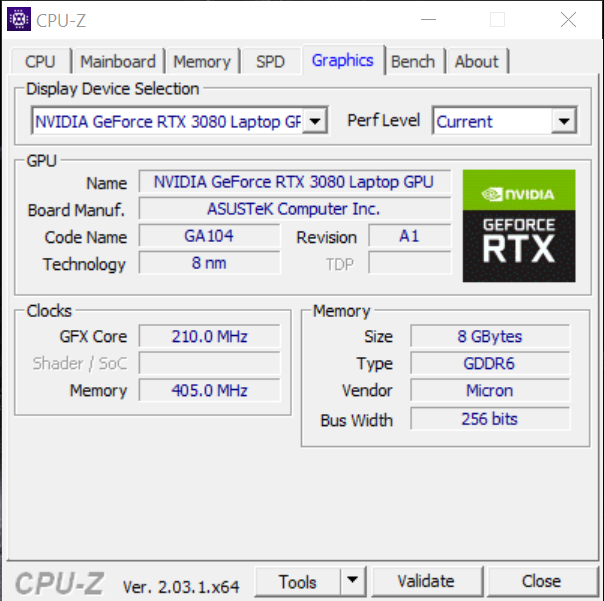 CPU-Z
CPU Mainboard Memory SPD Graphics Bench About
Display Device Selection
NVIDIA GeForce RTX 3080 Laptop GF Perf Level Current
GPU
Name NVIDIA GeForce RTX 3080 Laptop GPU
Board Manuf. ASUSTeK Computer Inc.
Code Name GA104 Revision A1
Technology 8 nm TDP
NVIDIA
GEFORCE
RTX
Clocks
GFX Core 210.0 MHz
Shader / SoC
Memory 405.0 MHz
Memory
Size 8 GBytes
Type GDDR6
Vendor Micron
Bus Width 256 bits
CPU-Z Ver. 2.03.1.x64 Tools Validate Close